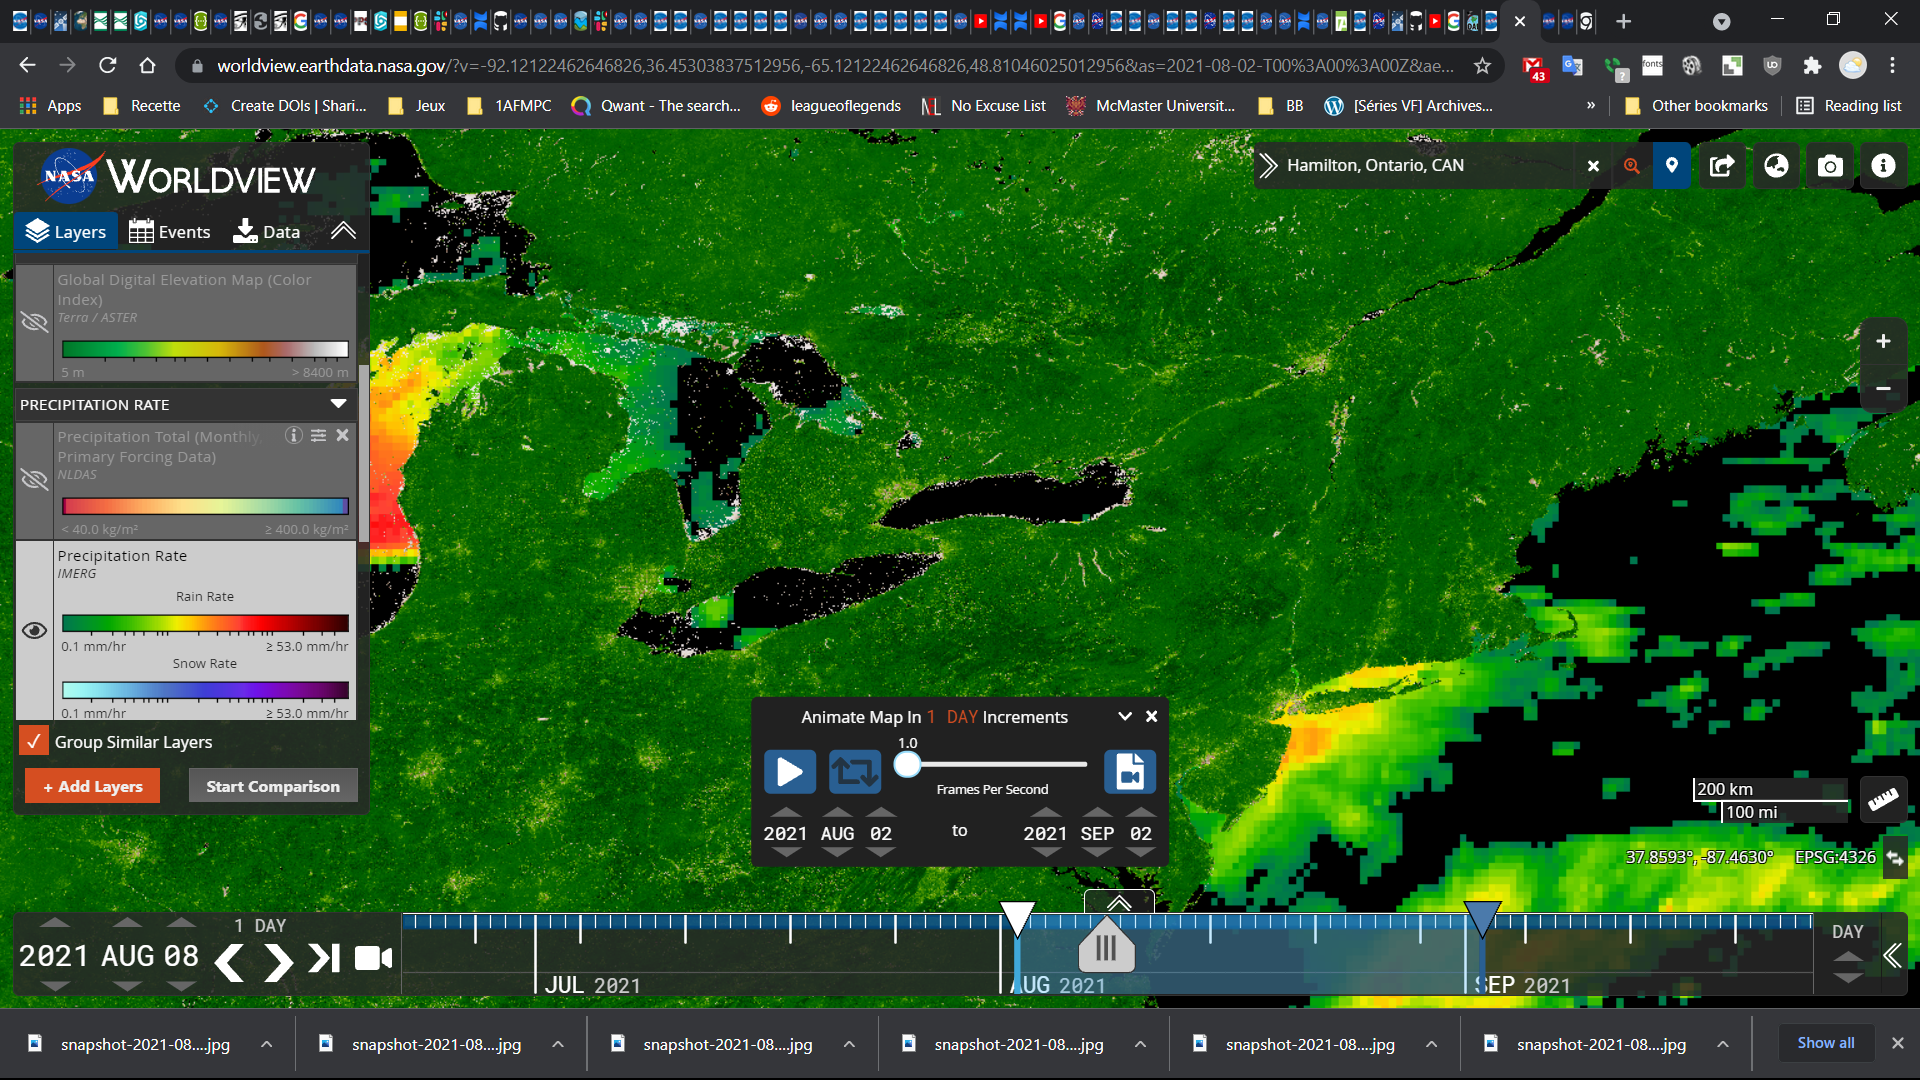 worldview.earthdata.nasa.gov/?v=-92.12122462646826,36.45303837512956,-65.12122462646826,48.81046025012956&as=2021-08-02-T00%3A00%3A00Z&ae...
43
?
fonts
UD
Apps
Recette
Create DOIs | Shari...
Jeux
1AFMPC
Qwant - The search...
leagueoflegends
No Excuse List
McMaster Universit...
BB
[Séries VF] Archives...
»
Other bookmarks
Reading list
NASA WORLDVIEW
Hamilton, Ontario, CAN
Layers
Events
Data
Global Digital Elevation Map (Color
Index)
Terra / ASTER
5 m
> 8400 m
PRECIPITATION RATE
Precipitation Total (Monthly,
Primary Forcing Data)
NLDAS
< 40.0 kg/m²
≥ 400.0 kg/m²
Precipitation Rate
IMERG
Rain Rate
0.1 mm/hr
≥ 53.0 mm/hr
Snow Rate
0.1 mm/hr
≥ 53.0 mm/hr
Group Similar Layers
+ Add Layers
Start Comparison
Animate Map In 1 DAY Increments
1.0
Frames Per Second
2021 AUG 02
to
2021 SEP 02
200 km
100 mi
37.8593°, -87.4630°
EPSG:4326
2021 AUG 08
1 DAY
JUL 2021
AUG 2021
SEP 2021
DAY
snapshot-2021-08....jpg
snapshot-2021-08....jpg
snapshot-2021-08....jpg
snapshot-2021-08....jpg
snapshot-2021-08....jpg
snapshot-2021-08....jpg
Show all